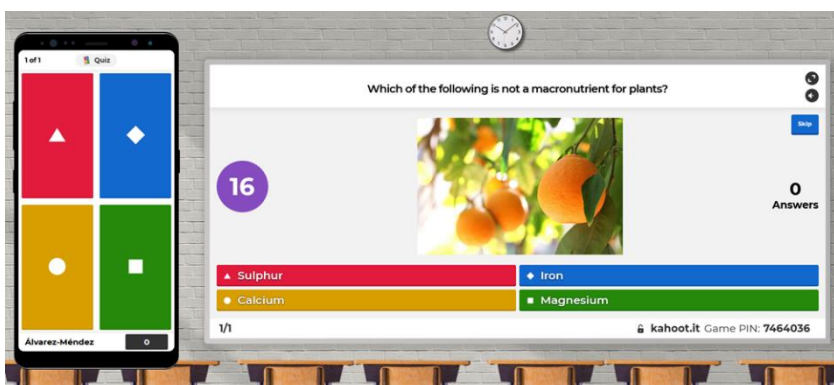 1 of 1
Quiz
Álvarez-Méndez
0
Which of the following is not a macronutrient for plants?
Skip
16
0
Answers
Sulphur
Iron
Calcium
Magnesium
1/1
kahoot.it Game PIN: 7464036